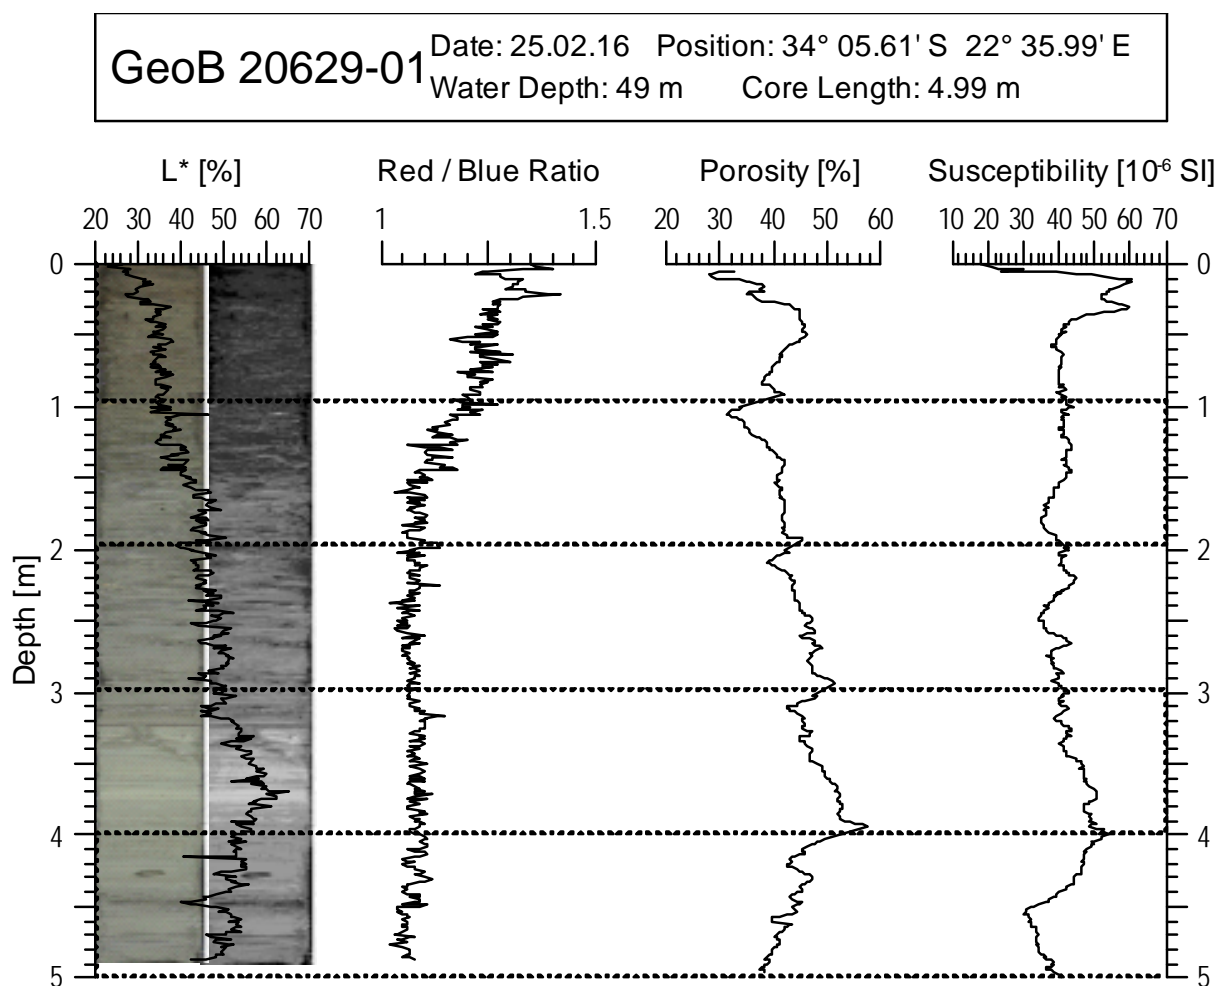 GeoB 20629-01
Date: 25.02.16 Position: 34° 05.61' S 22° 35.99' E
Water Depth: 49 m Core Length: 4.99 m
L* [%] Red / Blue Ratio Porosity [%] Susceptibility [10⁻⁶ SI]
20 30 40 50 60 70 1 1.5 20 30 40 50 60 10 20 30 40 50 60 70
0 0
1 1
2 2
Depth [m]
3 3
4 4
5 5